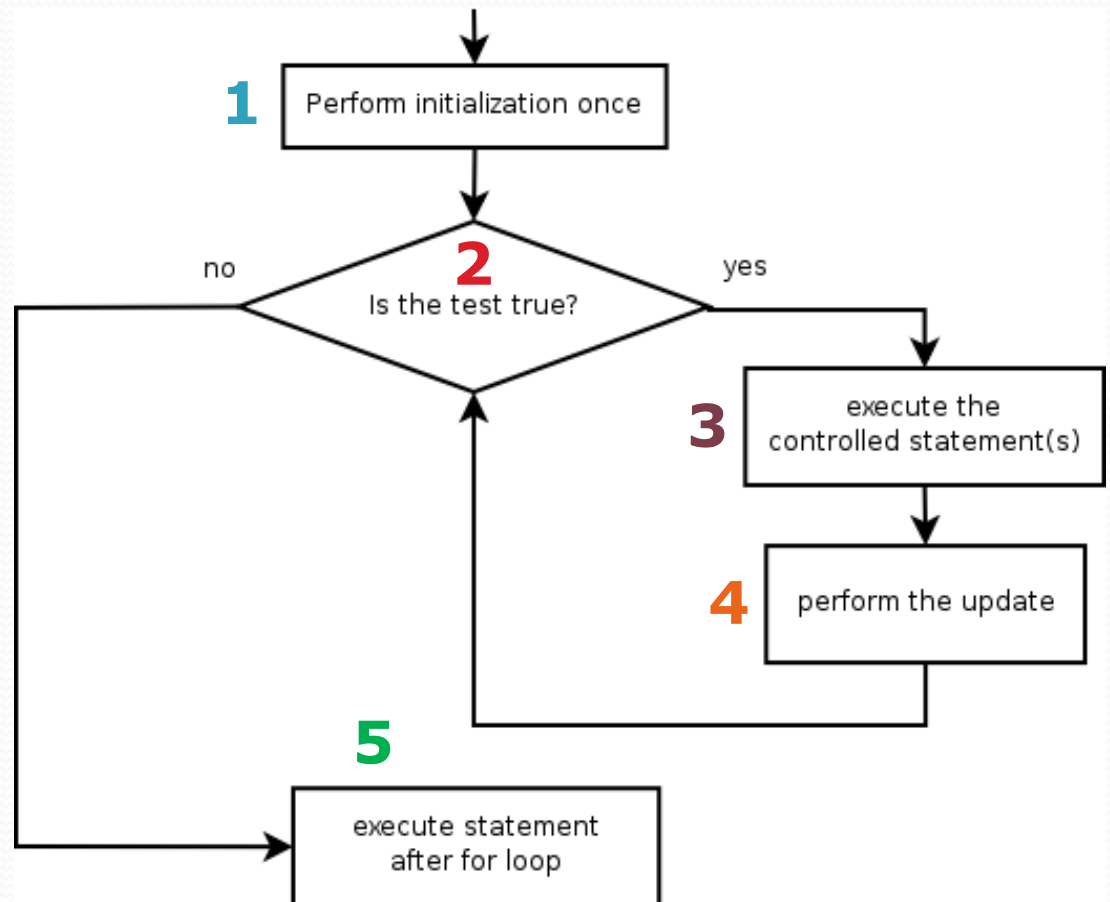 1
Perform initialization once
2
no
yes
Is the test true?
3
execute the
controlled statement(s)
4
perform the update
5
execute statement
after for loop